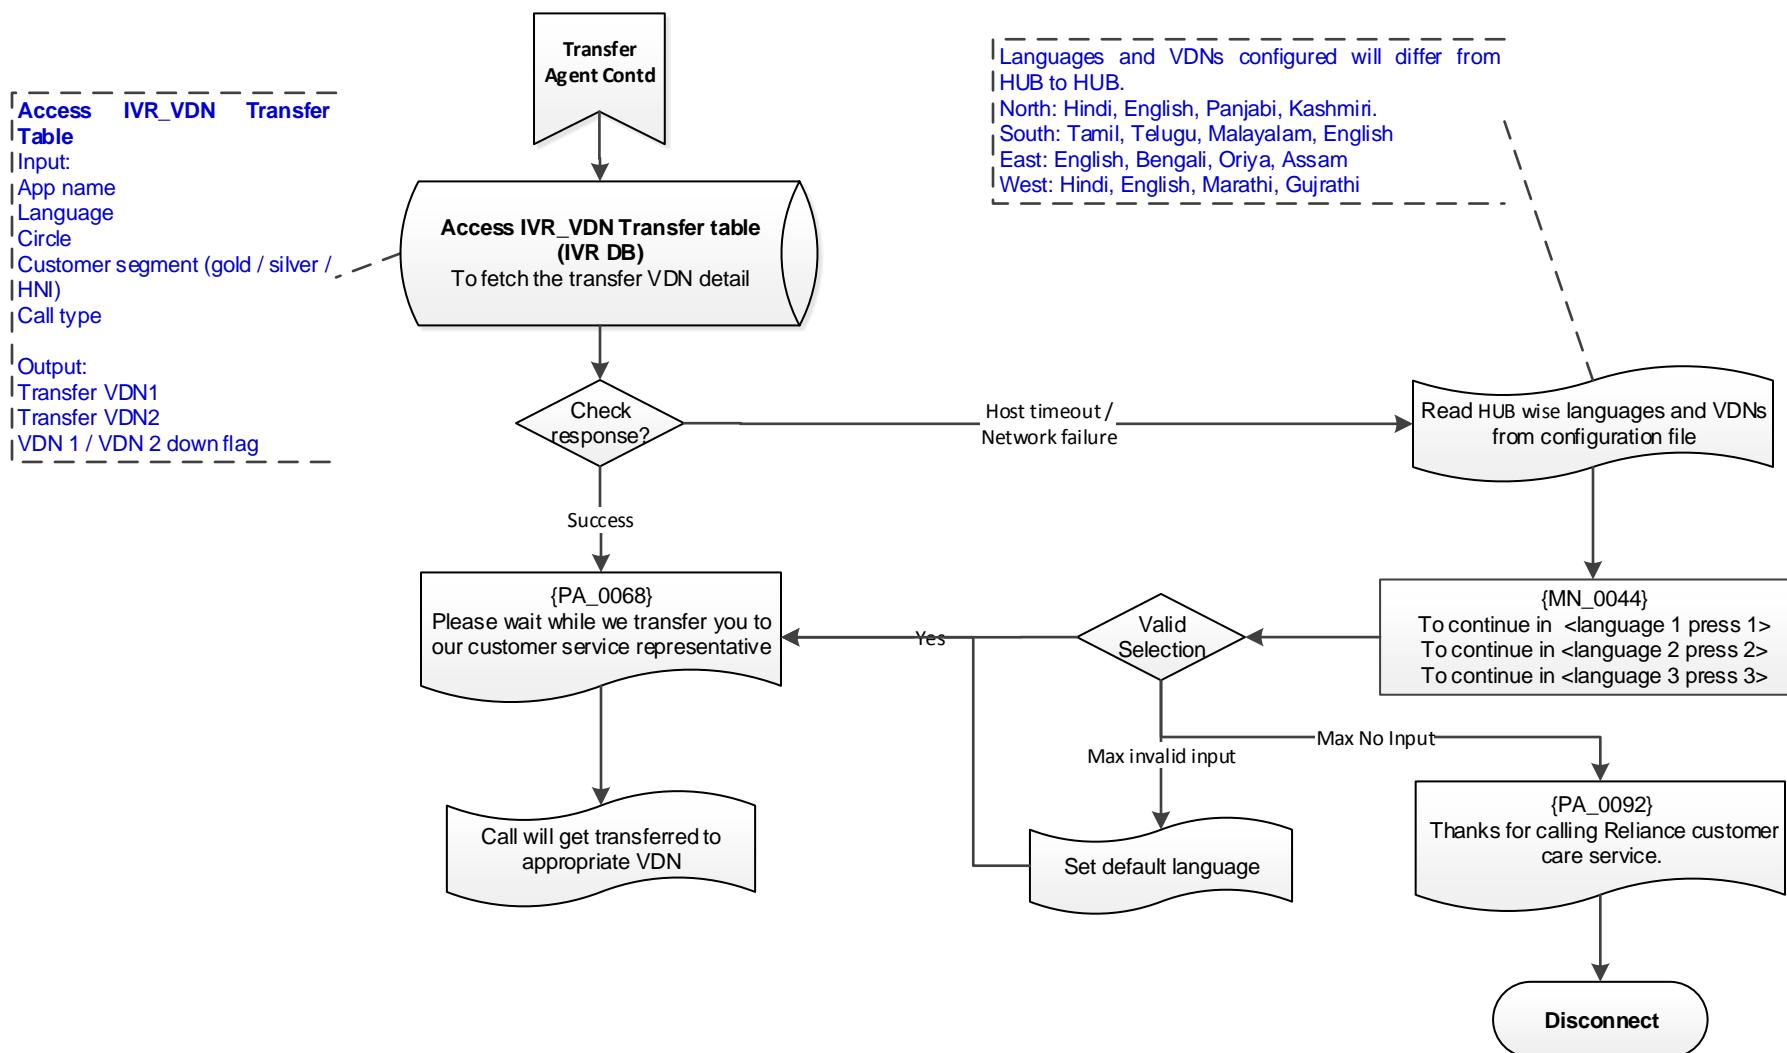 Transfer
Agent Contd
Access IVR_VDN Transfer
Table
Input:
App name
Language
Circle
Customer segment (gold / silver /
HNI)
Call type
Output:
Transfer VDN1
Transfer VDN2
VDN 1 / VDN 2 down flag
Languages and VDNs configured will differ from
HUB to HUB.
North: Hindi, English, Panjabi, Kashmiri.
South: Tamil, Telugu, Malayalam, English
East: English, Bengali, Oriya, Assam
West: Hindi, English, Marathi, Gujrathi
Access IVR_VDN Transfer table
(IVR DB)
To fetch the transfer VDN detail
Check
response?
Host timeout /
Network failure
Read HUB wise languages and VDNs
from configuration file
Success
{PA_0068}
Please wait while we transfer you to
our customer service representative
Yes
Valid
Selection
{MN_0044}
To continue in <language 1 press 1>
To continue in <language 2 press 2>
To continue in <language 3 press 3>
Max invalid input
Max No Input
Call will get transferred to
appropriate VDN
Set default language
{PA_0092}
Thanks for calling Reliance customer
care service.
Disconnect